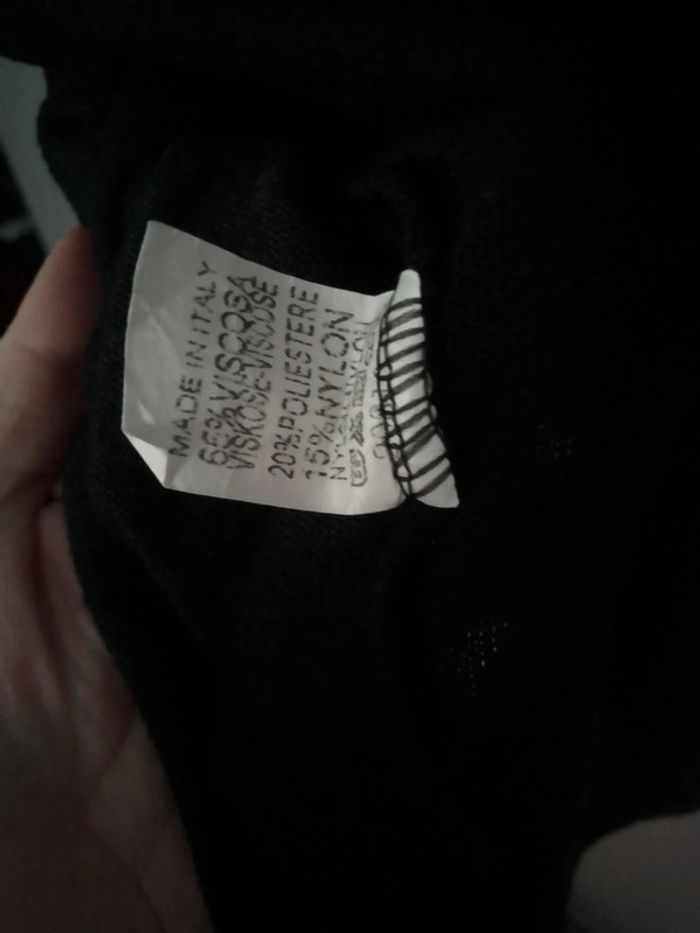 MADE IN ITALY
65%VISCOSA
VISKOSE-VISCOSE
20%POLIESTERE
15%NYLON